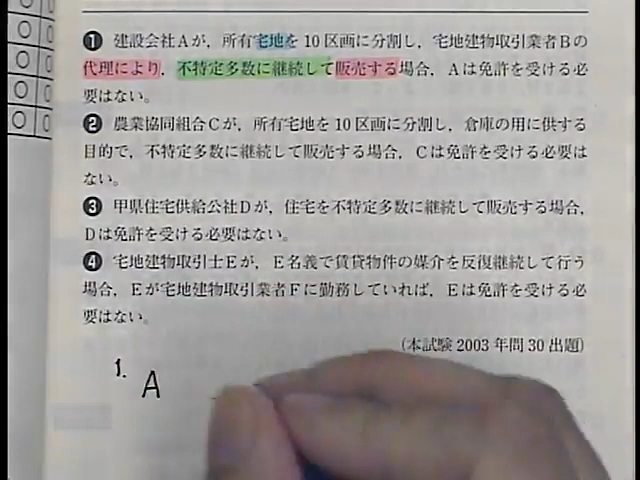 ❶ 建設会社Aが，所有宅地を10区画に分割し，宅地建物取引業者Bの
代理により，不特定多数に継続して販売する場合，Aは免許を受ける必
要はない。
❷ 農業協同組合Cが，所有宅地を10区画に分割し，倉庫の用に供する
目的で，不特定多数に継続して販売する場合，Cは免許を受ける必要は
ない。
❸ 甲県住宅供給公社Dが，住宅を不特定多数に継続して販売する場合，
Dは免許を受ける必要はない。
❹ 宅地建物取引士Eが，E名義で賃貸物件の媒介を反復継続して行う
場合，Eが宅地建物取引業者Fに勤務していれば，Eは免許を受ける必
要はない。
(本試験2003年問30出題)
1. A